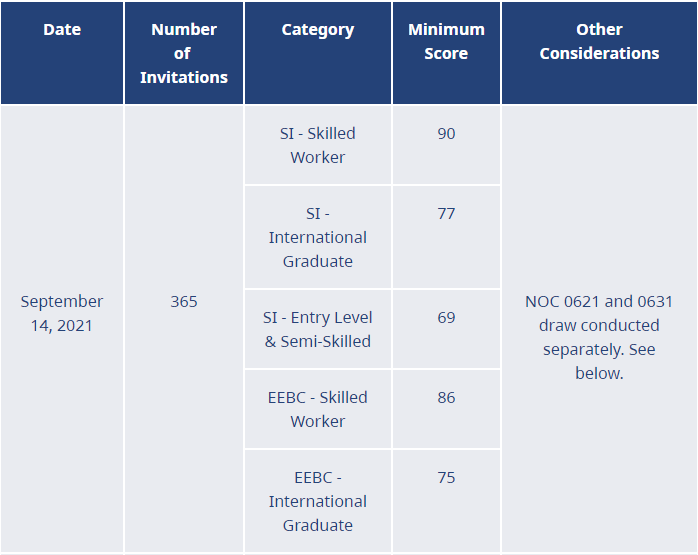 Date
Number
of
Invitations
Category
Minimum
Score
Other
Considerations
September
14, 2021
365
SI - Skilled
Worker
90
SI -
International
Graduate
77
SI - Entry Level
& Semi-Skilled
69
EEBC - Skilled
Worker
86
EEBC -
International
Graduate
75
NOC 0621 and 0631
draw conducted
separately. See
below.